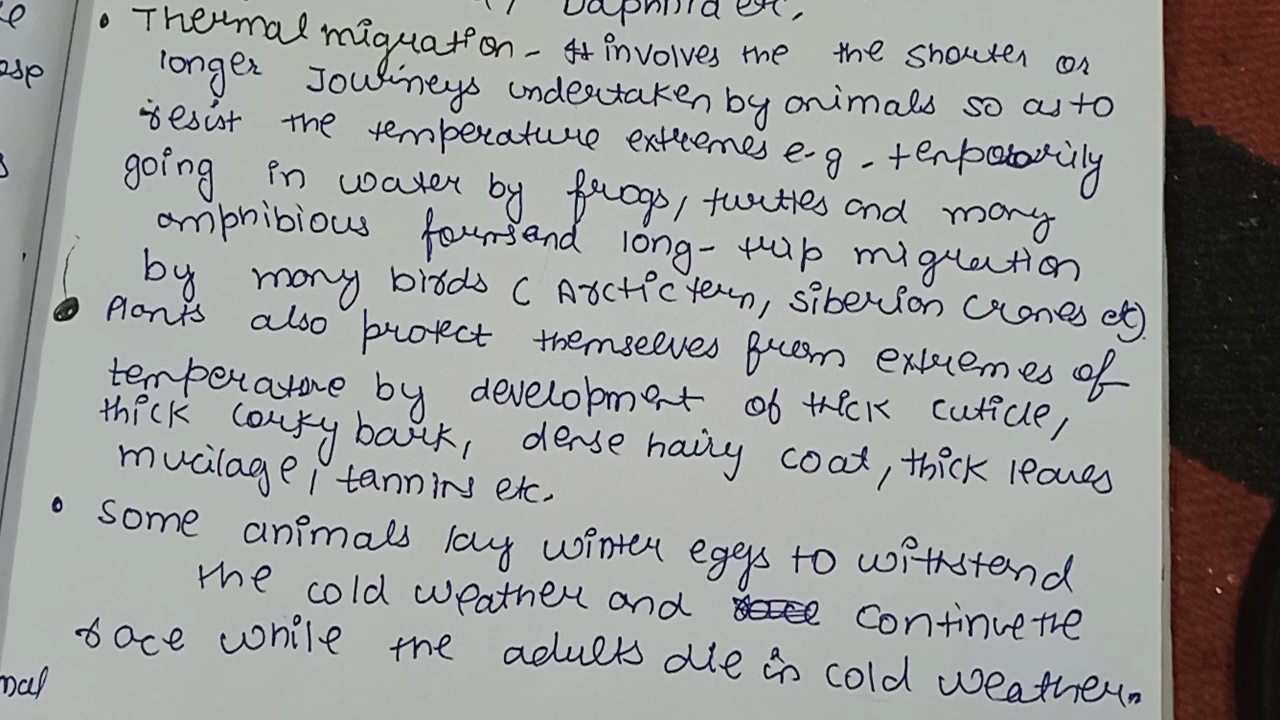 Daphnia etc.
• Thermal migration - It involves the the shorter or
longer Journeys undertaken by animals so as to
resist the temperature extremes e.g. temporarily
going in water by frogs, turtles and many
amphibious forms and long-trip migration
by many birds ( Arctic tern, Siberian Cranes etc)
• Plants also protect themselves from extremes of
temperature by development of thick cuticle,
thick corky bark, dense hairy coat, thick leaves
mucilage, tannins etc.
• Some animals lay winter eggs to withstand
the cold weather and continue the
race while the adults die in cold weather.